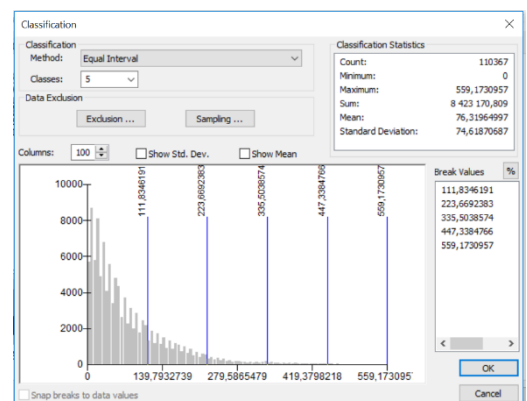 Classification
Classification
Method: Equal Interval
Classes: 5
Data Exclusion
Exclusion ...
Sampling ...
Classification Statistics
Count: 110367
Minimum: 0
Maximum: 559,1730957
Sum: 8 423 170,809
Mean: 76,31964997
Standard Deviation: 74,61870687
Columns: 100
Show Std. Dev.
Show Mean
Break Values
%
111,8346191
223,6692383
335,5038574
447,3384766
559,1730957
10000
8000
6000
4000
2000
0
111,8346191
223,6692383
335,5038574
447,3384766
559,1730957
0
139,7932739
279,5865479
419,3798218
559,173095
Snap breaks to data values
OK
Cancel